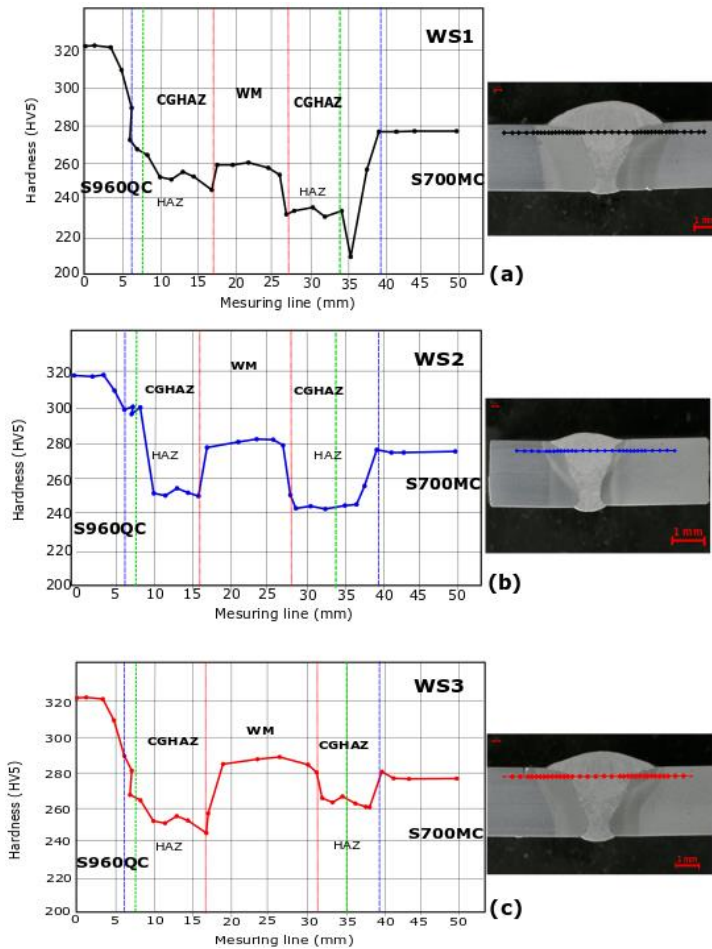 WS1
320
300
280
260
240
220
200
Hardness (HV5)
CGHAZ
WM
CGHAZ
S960QC
HAZ
HAZ
S700MC
0 5 10 15 20 25 30 35 40 45 50
Mesuring line (mm)
1 mm
(a)
WS2
320
300
280
260
240
220
200
Hardness (HV5)
CGHAZ
WM
CGHAZ
HAZ
HAZ
S960QC
S700MC
0 5 10 15 20 25 30 35 40 45 50
Mesuring line (mm)
1 mm
(b)
WS3
320
300
280
260
240
220
200
Hardness (HV5)
CGHAZ
WM
CGHAZ
HAZ
HAZ
S960QC
S700MC
0 5 10 15 20 25 30 35 40 45 50
Mesuring line (mm)
1 mm
(c)